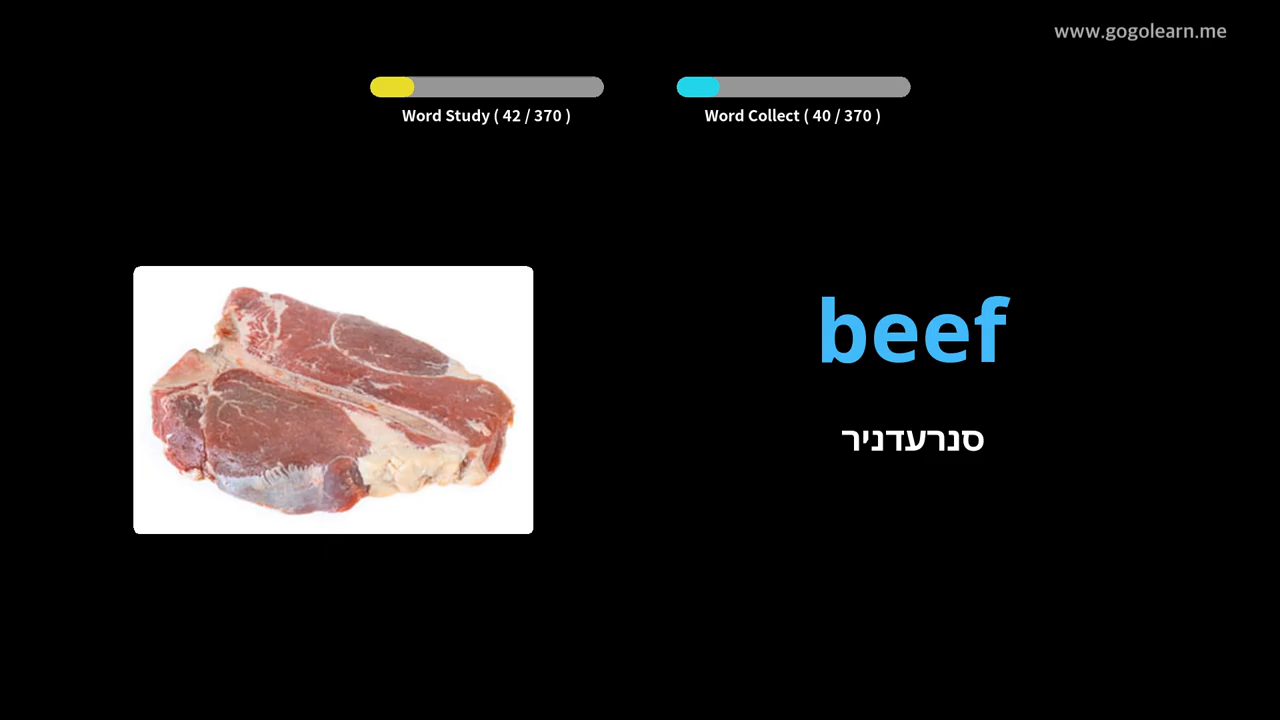 www.gogolearn.me
Word Study ( 42 / 370 )
Word Collect ( 40 / 370 )
beef
סנרעדניר